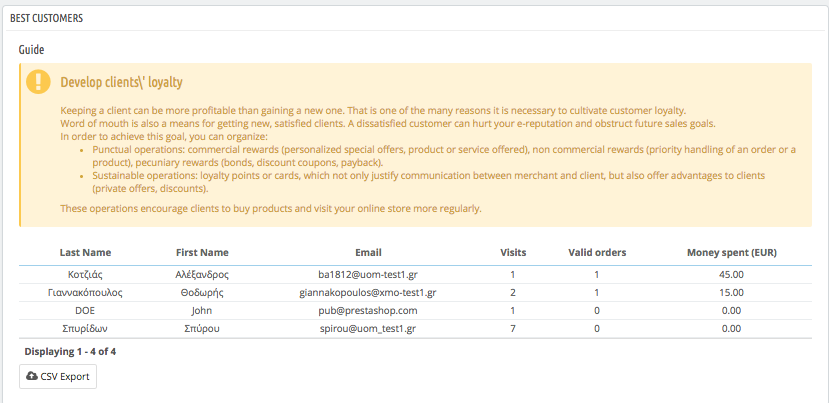 BEST CUSTOMERS
Guide
Develop clients\' loyalty
Keeping a client can be more profitable than gaining a new one. That is one of the many reasons it is necessary to cultivate customer loyalty.
Word of mouth is also a means for getting new, satisfied clients. A dissatisfied customer can hurt your e-reputation and obstruct future sales goals.
In order to achieve this goal, you can organize:
• Punctual operations: commercial rewards (personalized special offers, product or service offered), non commercial rewards (priority handling of an order or a
product), pecuniary rewards (bonds, discount coupons, payback).
• Sustainable operations: loyalty points or cards, which not only justify communication between merchant and client, but also offer advantages to clients
(private offers, discounts).
These operations encourage clients to buy products and visit your online store more regularly.
Last Name First Name Email Visits Valid orders Money spent (EUR)
Κοτζιάς Αλέξανδρος ba1812@uom-test1.gr 1 1 45.00
Γιαννακόπουλος Θοδωρής giannakopoulos@xmo-test1.gr 2 1 15.00
DOE John pub@prestashop.com 1 0 0.00
Σπυρίδων Σπύρου spirou@uom_test1.gr 7 0 0.00
Displaying 1 - 4 of 4
CSV Export